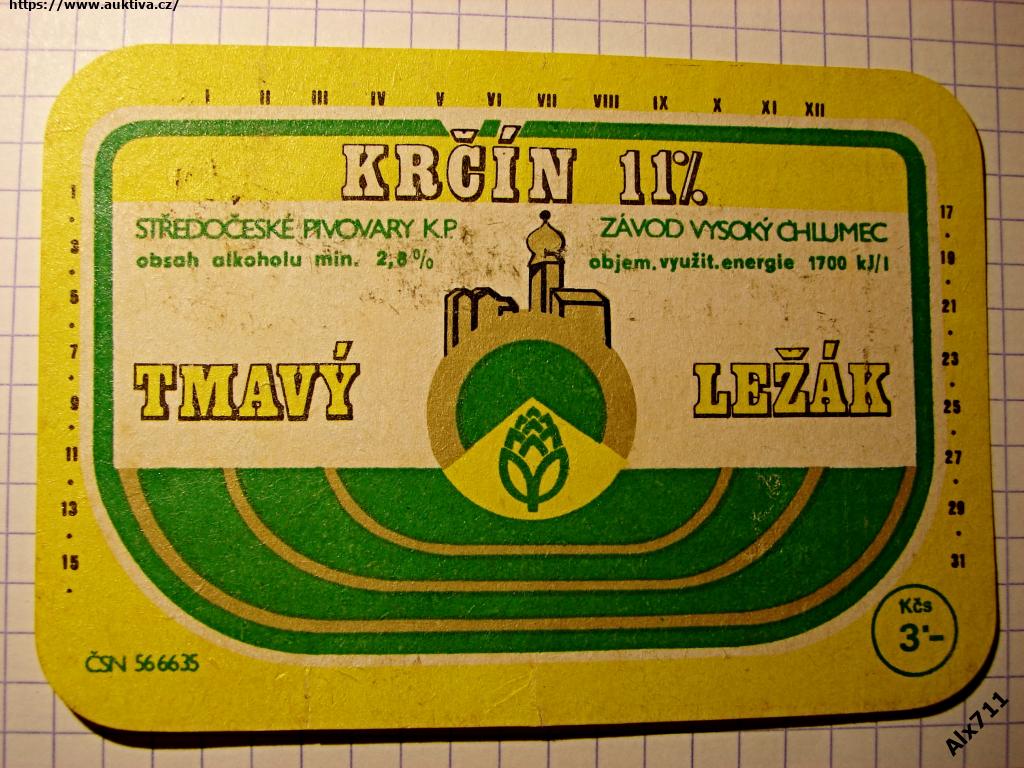 https://www.auktiva.cz/
I II III IV V VI VII VIII IX X XI XII
KRČÍN 11%
STŘEDOČESKÉ PIVOVARY K.P.
obsah alkoholu min. 2,8%
ZÁVOD VYSOKÝ CHLUMEC
objem.využit.energie 1700 kJ/l
TMAVÝ LEŽÁK
1
·
3
·
5
·
7
·
9
·
11
·
13
·
15
·
17
·
19
·
21
·
23
·
25
·
27
·
29
·
31
Kčs
3·–
ČSN 56 6635
Alx711